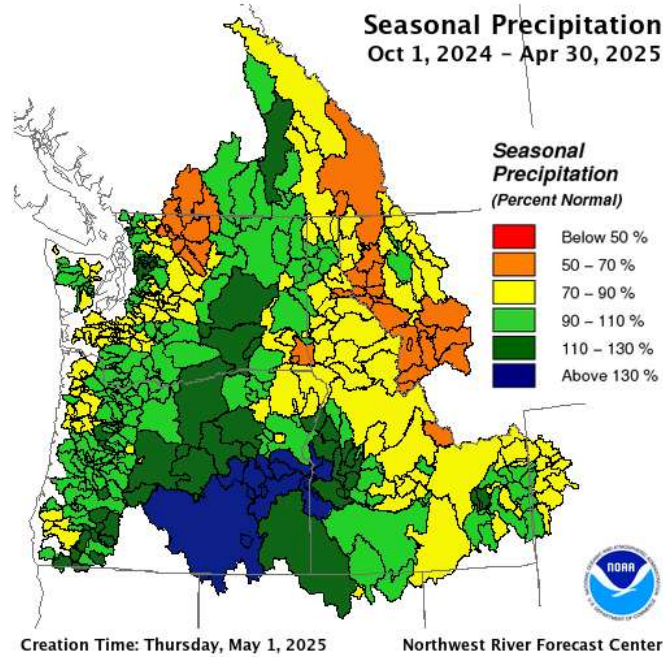 Seasonal Precipitation
Oct 1, 2024 – Apr 30, 2025
Seasonal
Precipitation
(Percent Normal)
Below 50 %
50 – 70 %
70 – 90 %
90 – 110 %
110 – 130 %
Above 130 %
NOAA
Creation Time: Thursday, May 1, 2025
Northwest River Forecast Center